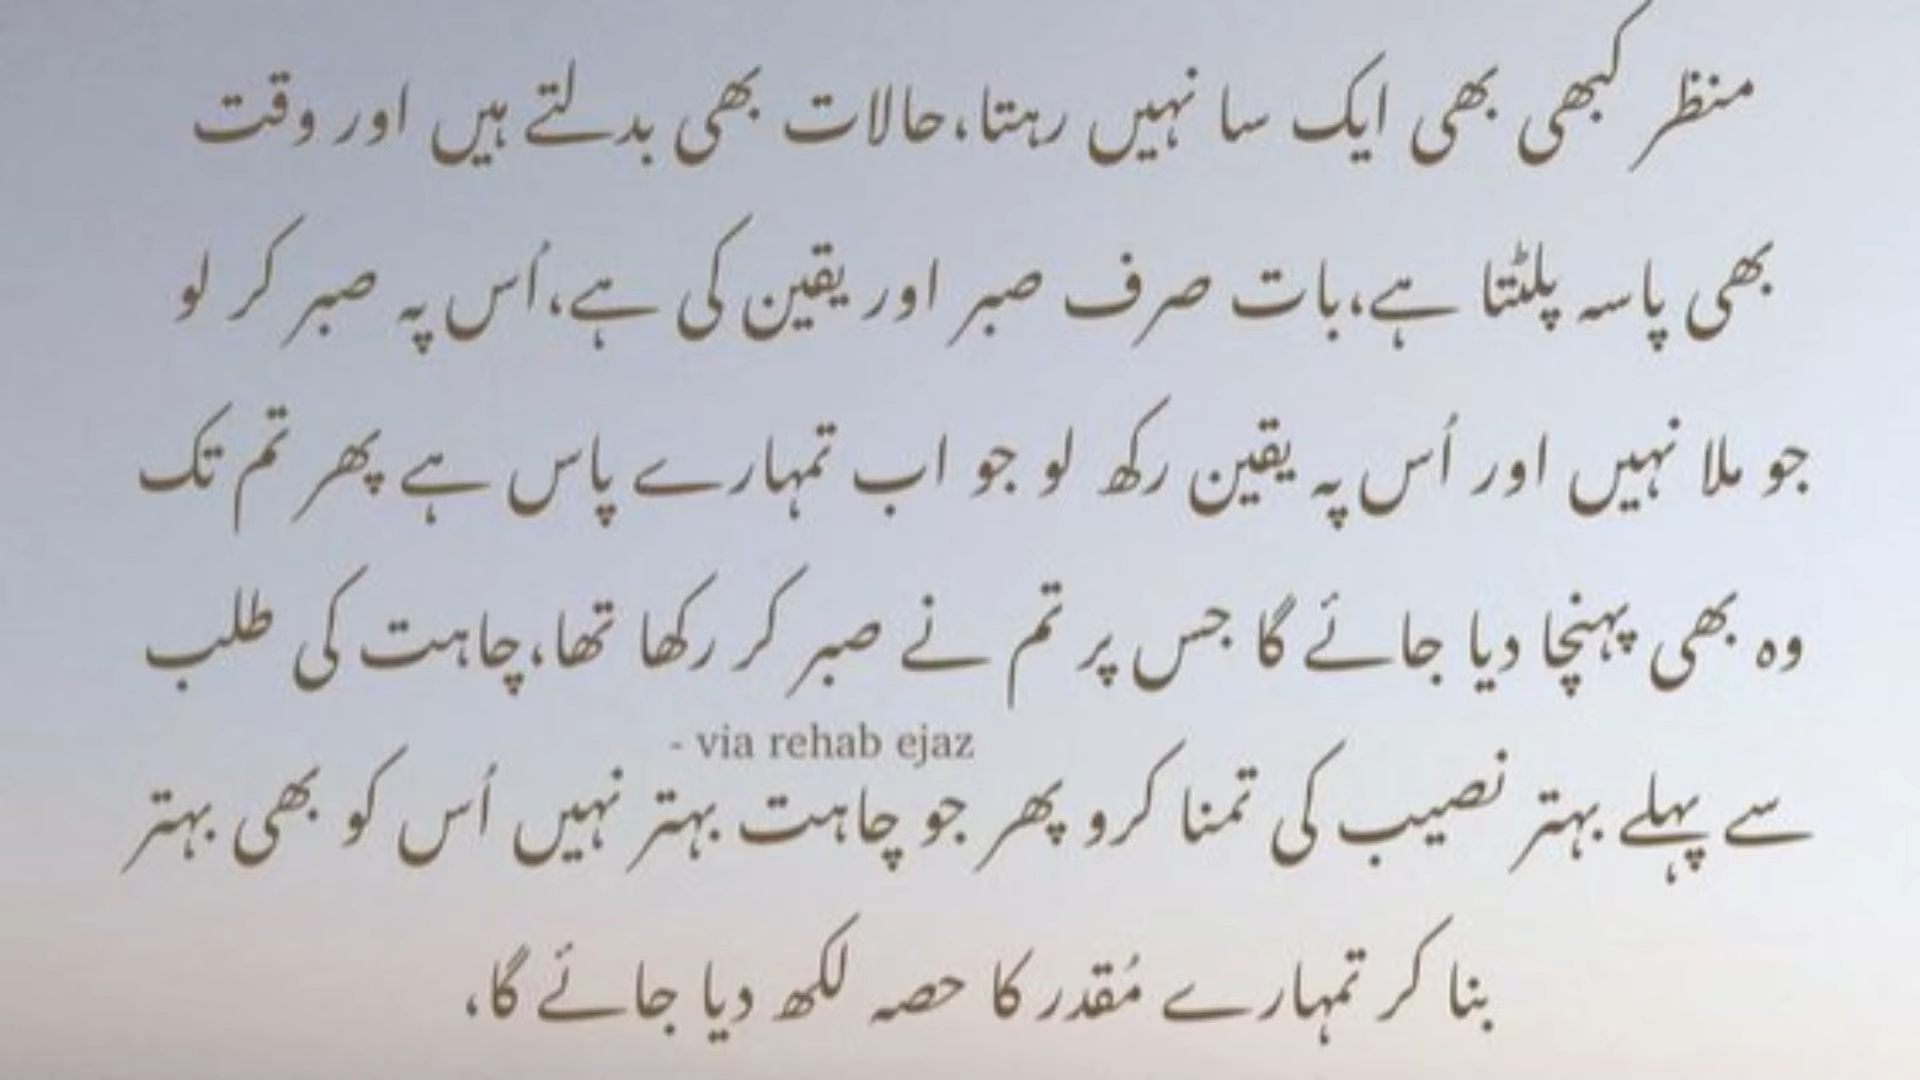 منظر کبھی بھی ایک سا نہیں رہتا،حالات بھی بدلتے ہیں اور وقت
بھی پاسہ پلٹتا ہے،بات صرف صبر اور یقین کی ہے،اُس پہ صبر کر لو
جو ملا نہیں اور اُس پہ یقین رکھ لو جو اب تمہارے پاس ہے پھر تم تک
وہ بھی پہنچا دیا جائے گا جس پر تم نے صبر کر رکھا تھا،چاہت کی طلب
- via rehab ejaz
سے پہلے بہتر نصیب کی تمنا کرو پھر جو چاہت بہتر نہیں اُس کو بھی بہتر
بنا کر تمہارے مُقدر کا حصہ لکھ دیا جائے گا،